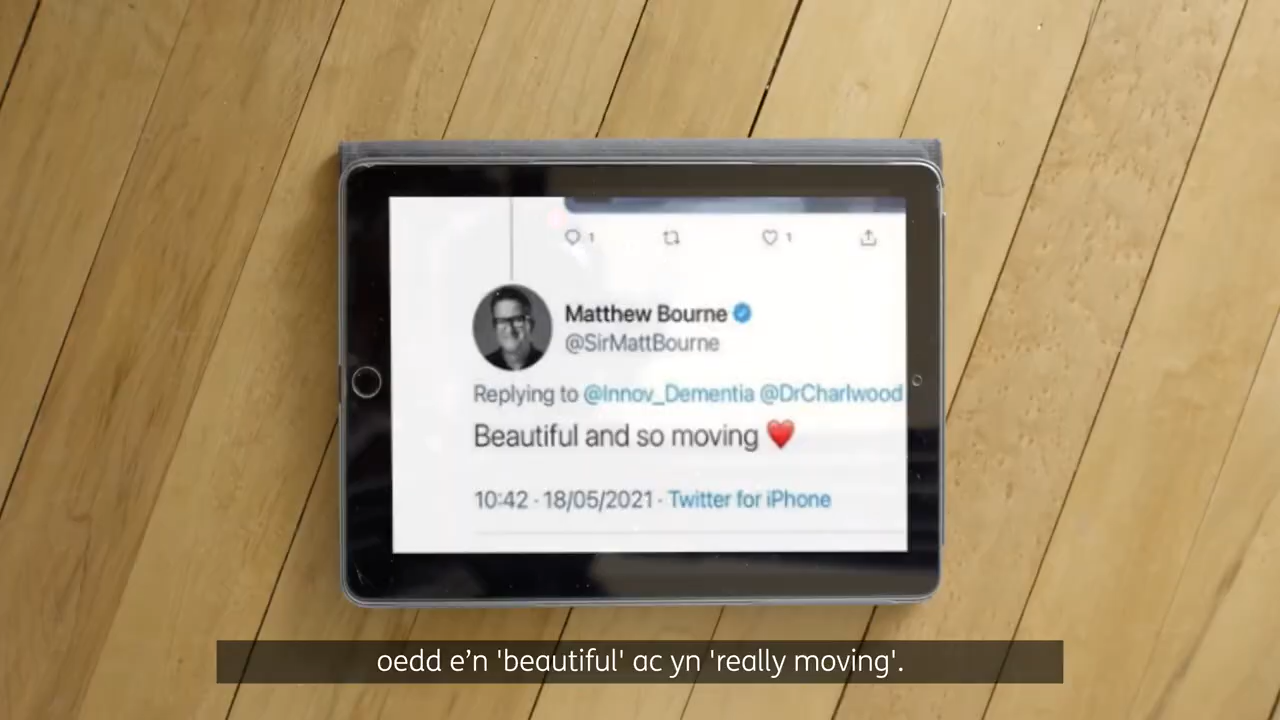 1 1
Matthew Bourne
@SirMattBourne
Replying to @Innov_Dementia @DrCharlwood
Beautiful and so moving ❤️
10:42 · 18/05/2021 · Twitter for iPhone
oedd e’n 'beautiful' ac yn 'really moving'.